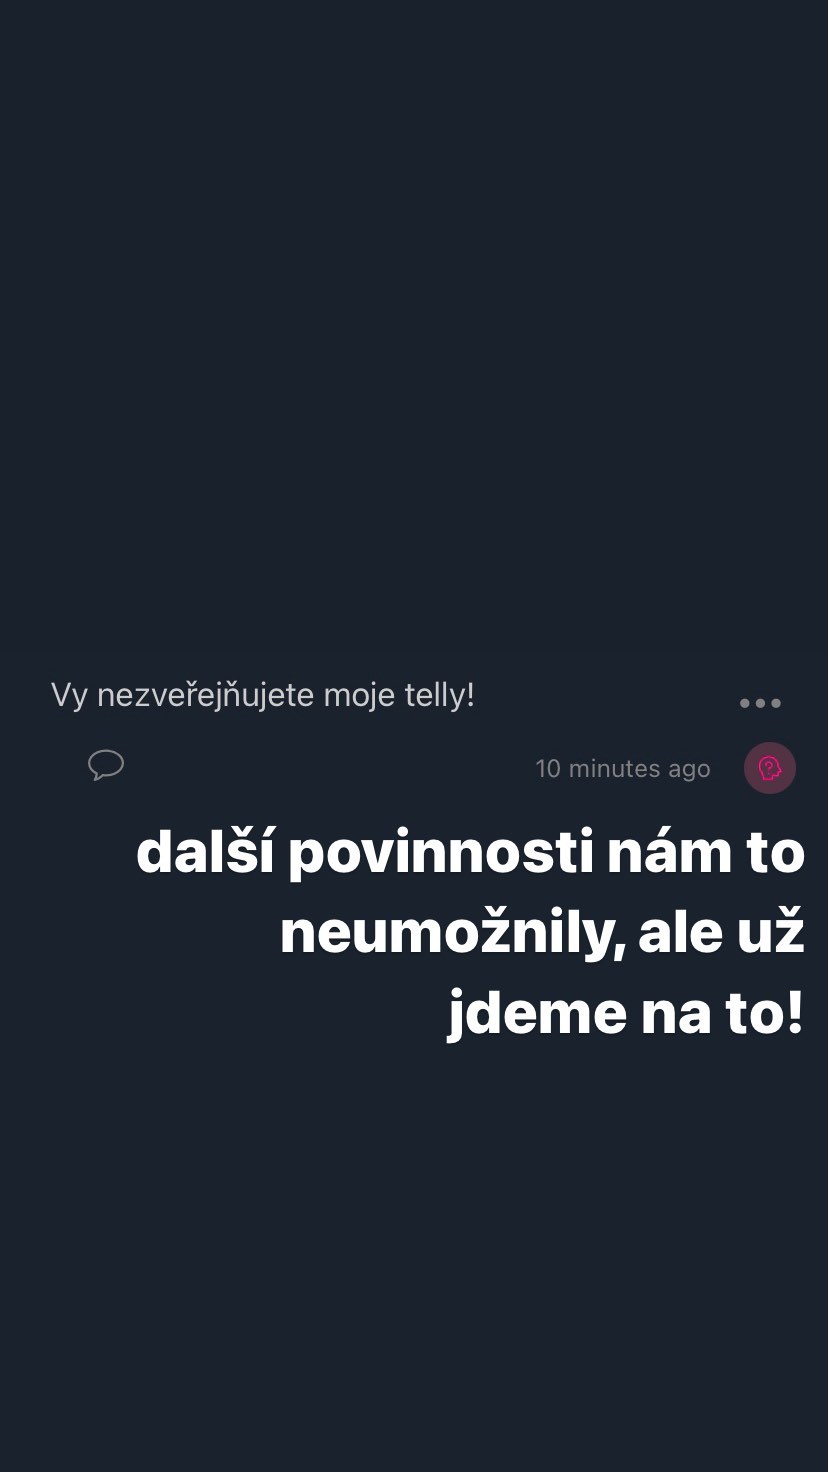 Vy nezveřejňujete moje telly!
10 minutes ago
další povinnosti nám to
neumožnily, ale už
jdeme na to!